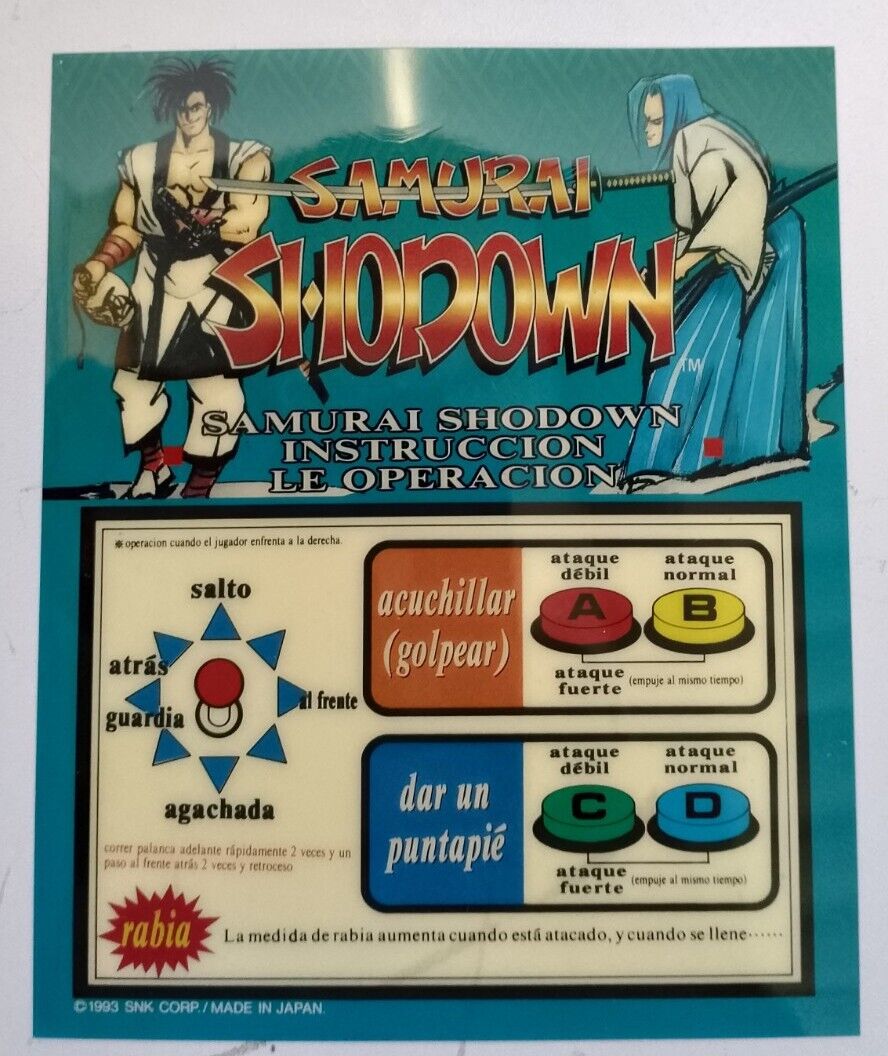 SAMURAI
SHODOWN
TM
SAMURAI SHODOWN
INSTRUCCION
LE OPERACION
※operacion cuando el jugador enfrenta a la derecha.
salto
atrás
guardia
al frente
agachada
correr palanca adelante rápidamente 2 veces y un
paso al frente atrás 2 veces y retroceso
acuchillar
(golpear)
ataque
débil
ataque
normal
A
B
ataque
fuerte
(empuje al mismo tiempo)
dar un
puntapié
ataque
débil
ataque
normal
C
D
ataque
fuerte
(empuje al mismo tiempo)
rabia
La medida de rabia aumenta cuando está atacado, y cuando se llene······
©1993 SNK CORP. / MADE IN JAPAN.